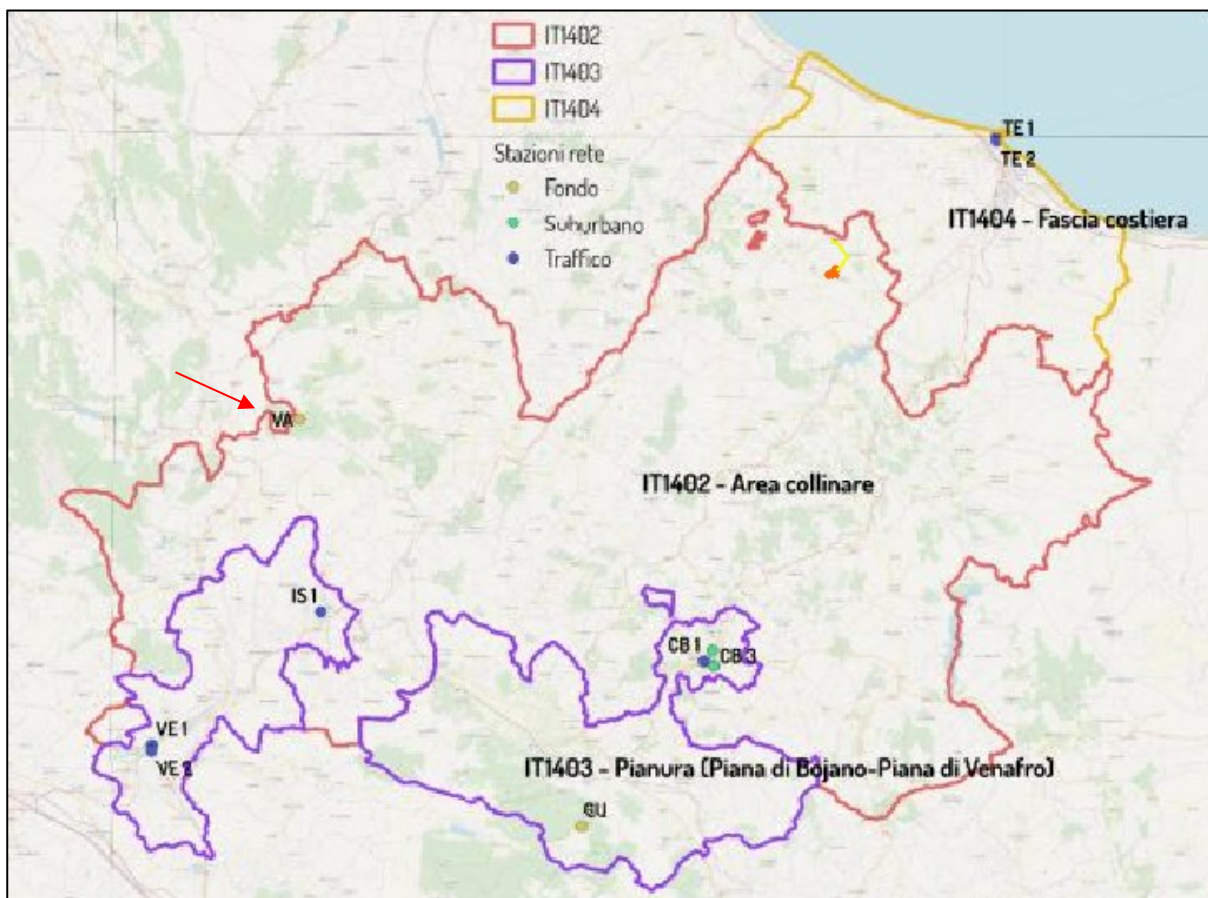 IT1402
IT1403
IT1404
Stazioni rete
Fondo
Suburbano
Traffico
TE 1
TE 2
IT1404 - Fascia costiera
VA
IT1402 - Area collinare
IS 1
CB 1
CB 3
VE 1
VE 2
IT1403 - Pianura (Piana di Bojano-Piana di Venafro)
GU